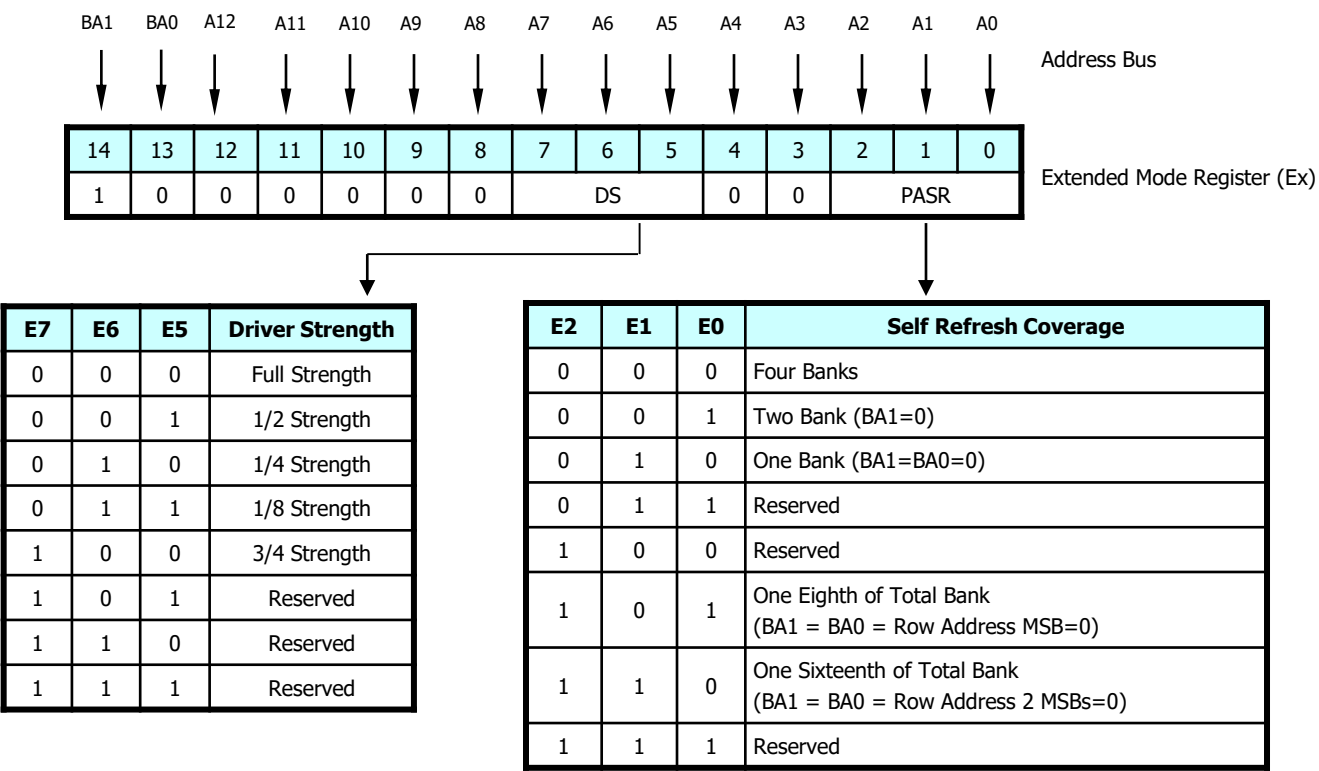 BA1 BA0 A12 A11 A10 A9 A8 A7 A6 A5 A4 A3 A2 A1 A0
Address Bus
14 13 12 11 10 9 8 7 6 5 4 3 2 1 0
1 0 0 0 0 0 0 DS 0 0 PASR
Extended Mode Register (Ex)
E7 E6 E5 Driver Strength
0 0 0 Full Strength
0 0 1 1/2 Strength
0 1 0 1/4 Strength
0 1 1 1/8 Strength
1 0 0 3/4 Strength
1 0 1 Reserved
1 1 0 Reserved
1 1 1 Reserved
E2 E1 E0 Self Refresh Coverage
0 0 0 Four Banks
0 0 1 Two Bank (BA1=0)
0 1 0 One Bank (BA1=BA0=0)
0 1 1 Reserved
1 0 0 Reserved
1 0 1 One Eighth of Total Bank
(BA1 = BA0 = Row Address MSB=0)
1 1 0 One Sixteenth of Total Bank
(BA1 = BA0 = Row Address 2 MSBs=0)
1 1 1 Reserved